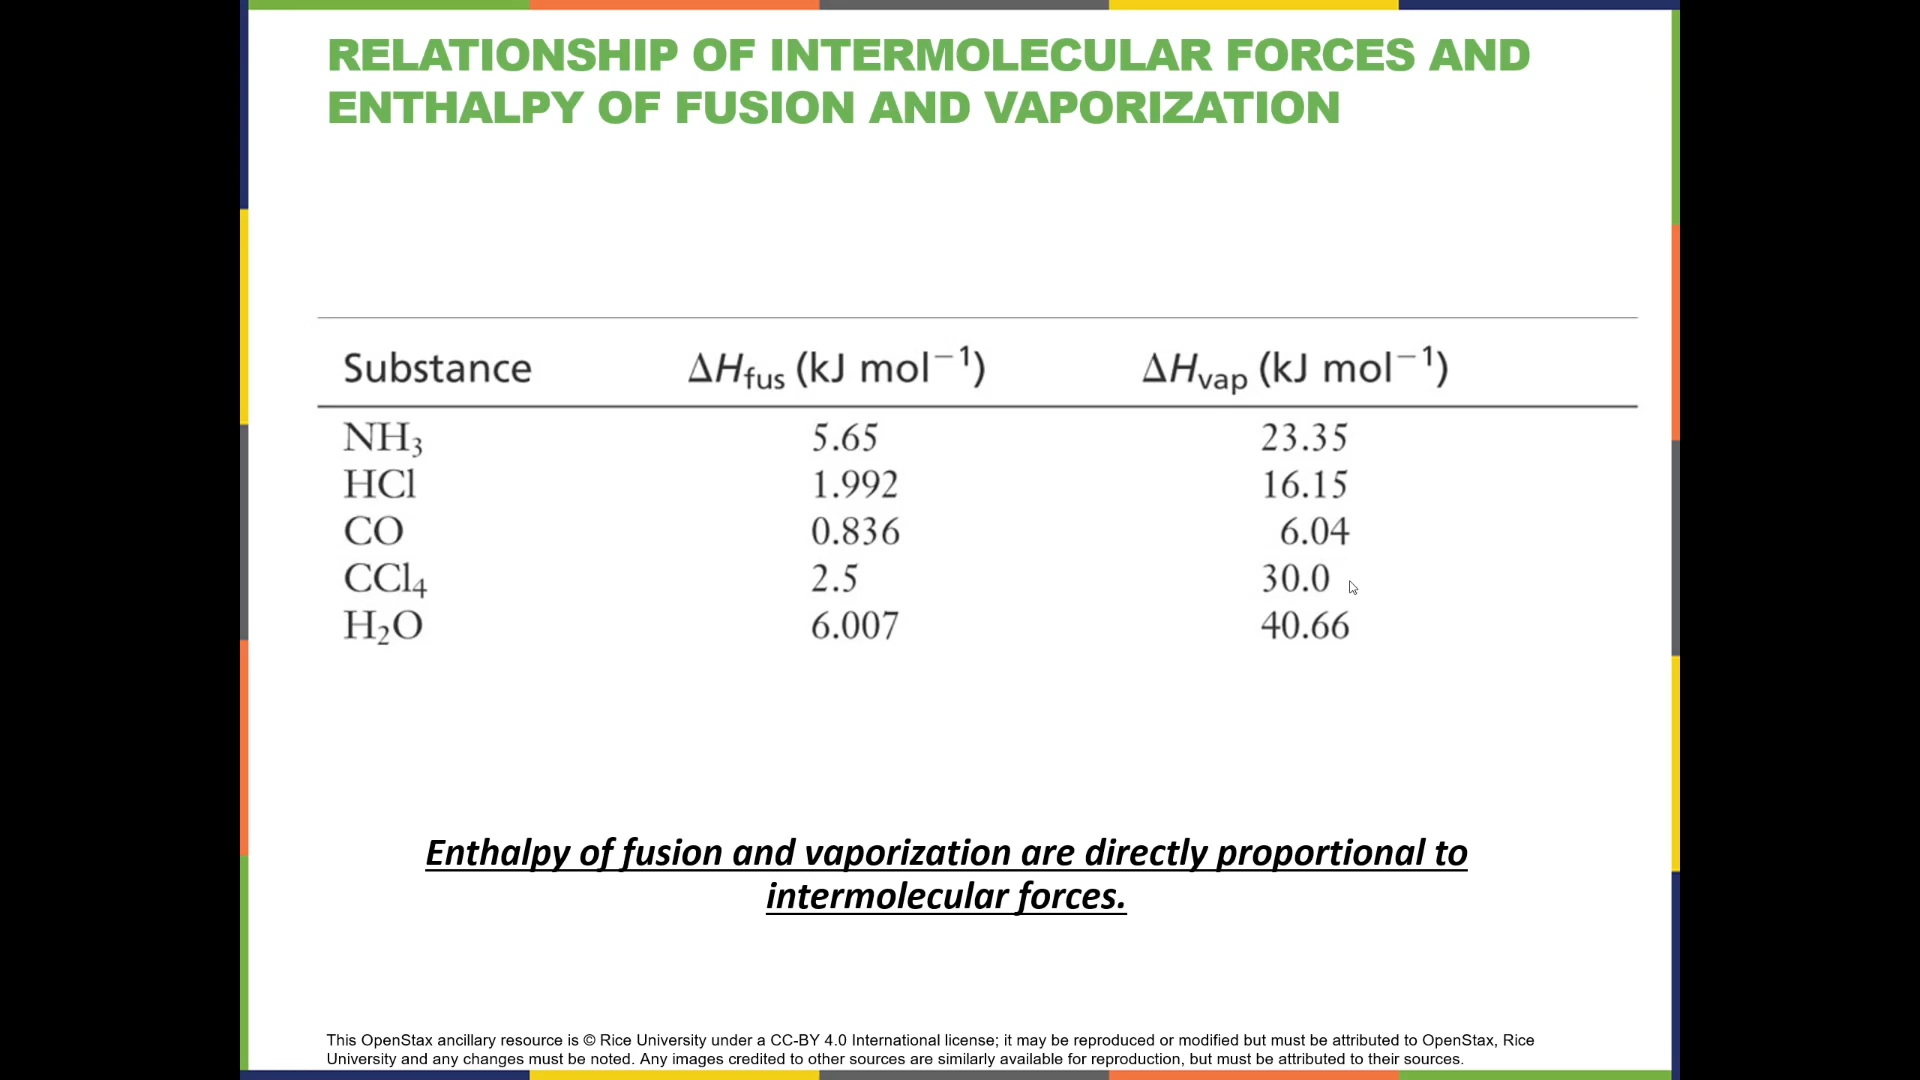 RELATIONSHIP OF INTERMOLECULAR FORCES AND
ENTHALPY OF FUSION AND VAPORIZATION
Substance ΔHfus (kJ mol⁻¹) ΔHvap (kJ mol⁻¹)
NH₃ 5.65 23.35
HCl 1.992 16.15
CO 0.836 6.04
CCl₄ 2.5 30.0
H₂O 6.007 40.66
Enthalpy of fusion and vaporization are directly proportional to
intermolecular forces.
This OpenStax ancillary resource is © Rice University under a CC-BY 4.0 International license; it may be reproduced or modified but must be attributed to OpenStax, Rice
University and any changes must be noted. Any images credited to other sources are similarly available for reproduction, but must be attributed to their sources.